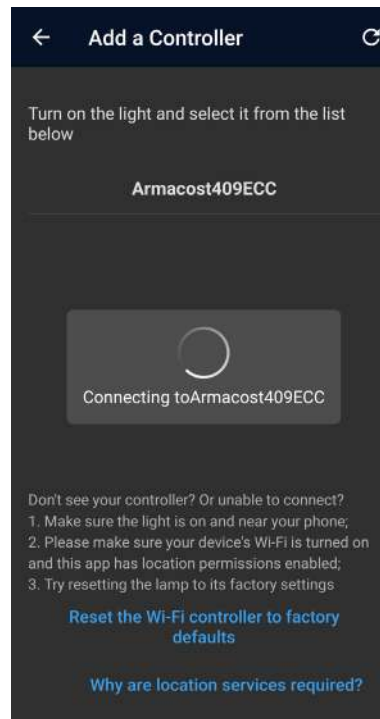 Add a Controller
Turn on the light and select it from the list
below
Armacost409ECC
Connecting toArmacost409ECC
Don't see your controller? Or unable to connect?
1. Make sure the light is on and near your phone;
2. Please make sure your device's Wi-Fi is turned on
and this app has location permissions enabled;
3. Try resetting the lamp to its factory settings
Reset the Wi-Fi controller to factory
defaults
Why are location services required?